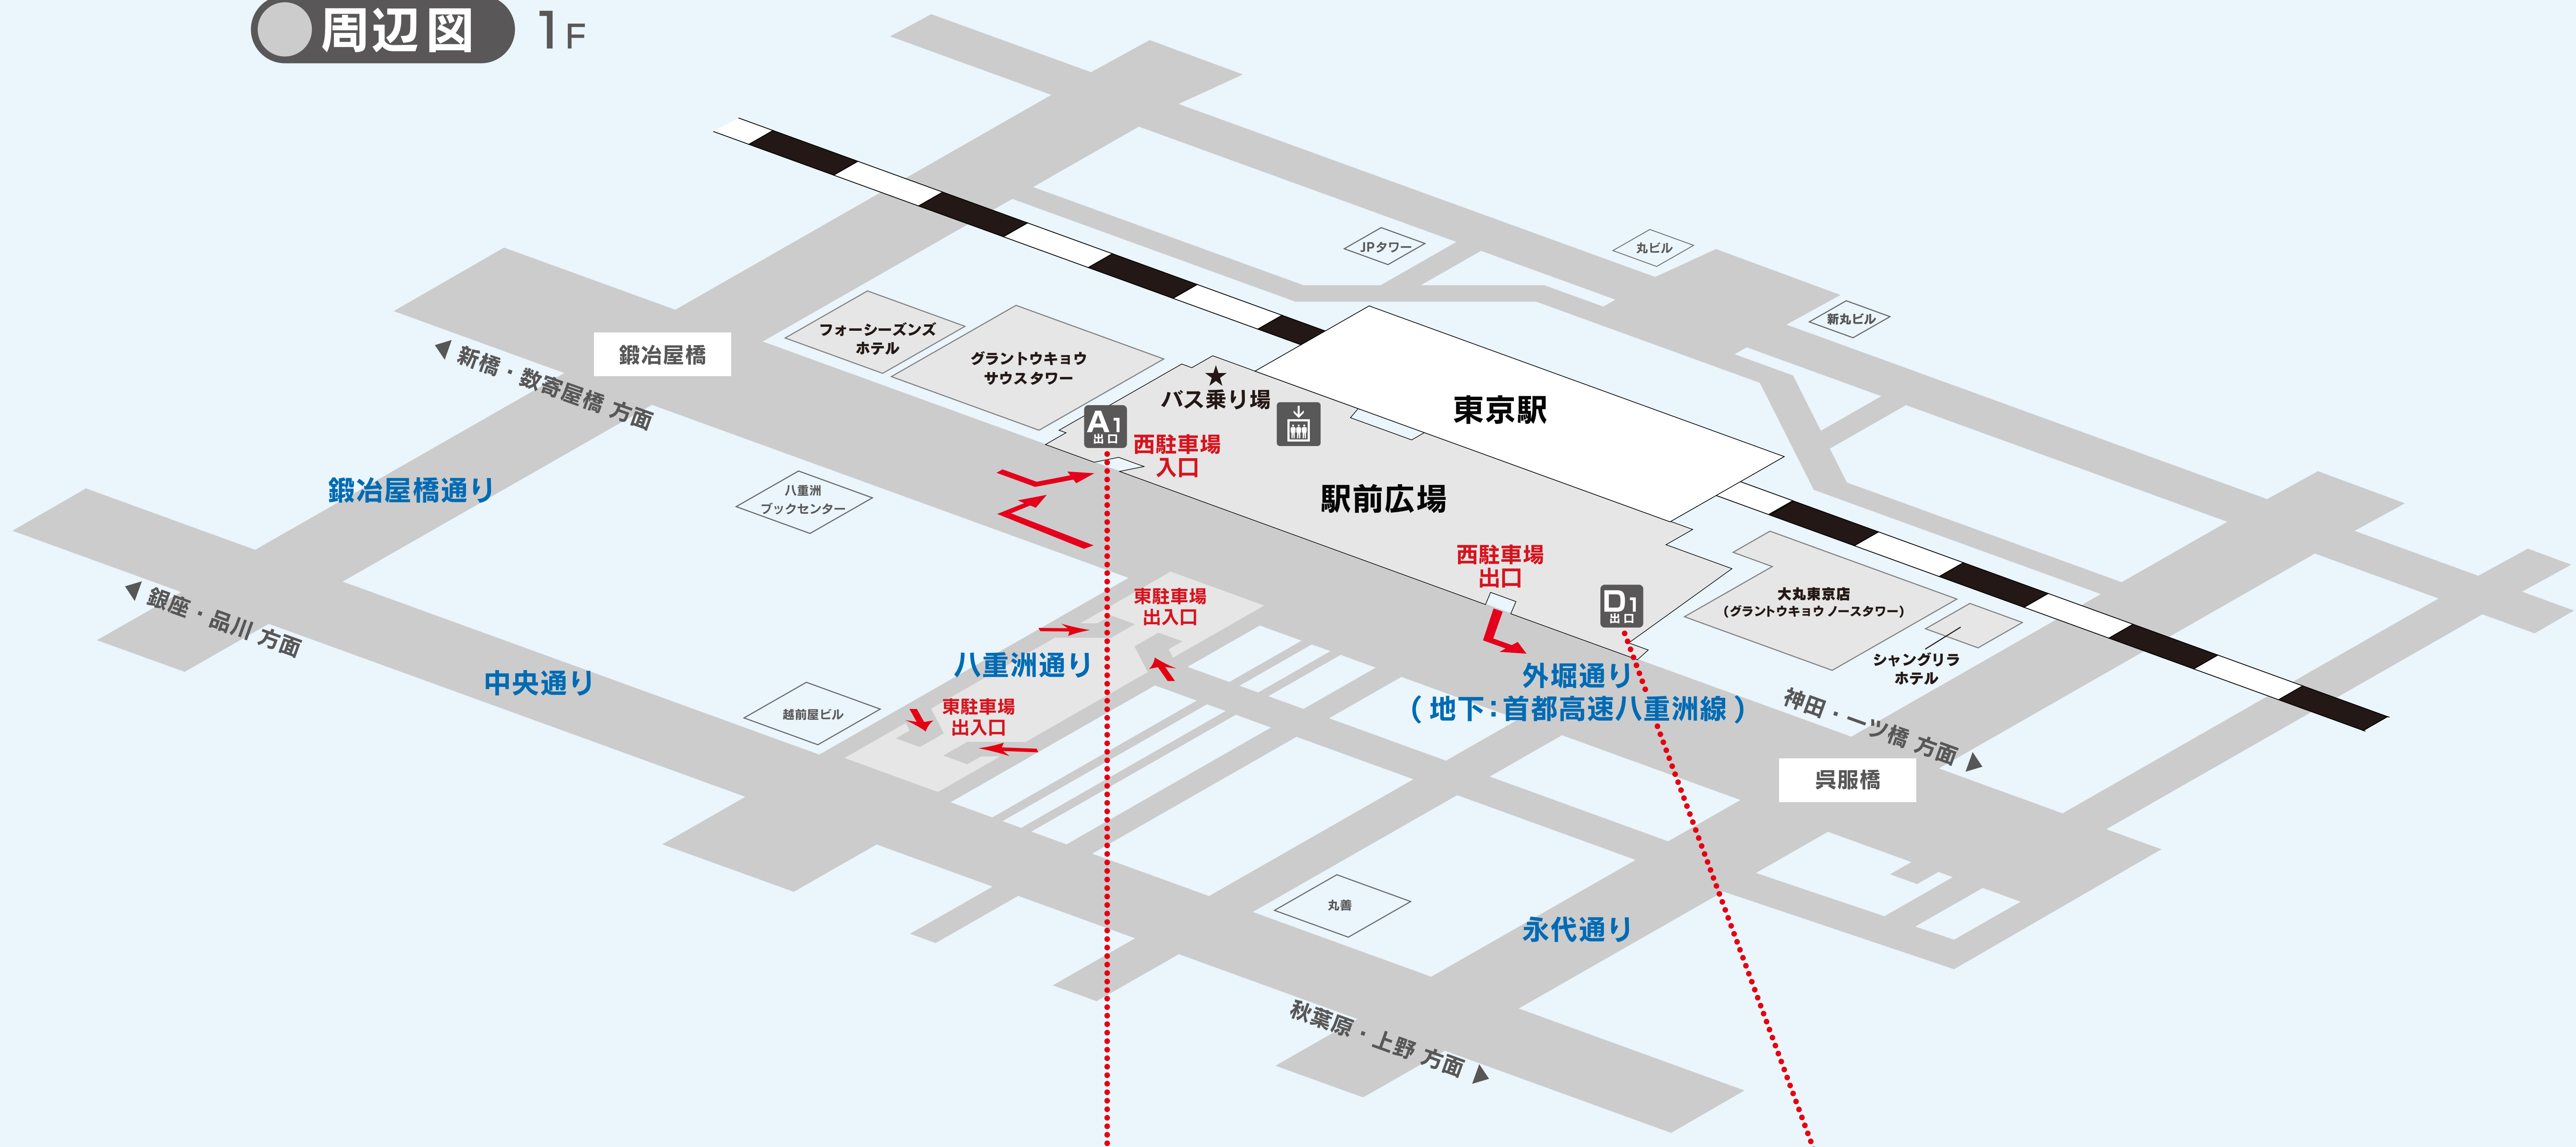 周辺図 1F
JPタワー
丸ビル
新丸ビル
フォーシーズンズ
ホテル
グラントウキョウ
サウスタワー
鍛冶屋橋
◀ 新橋・数寄屋橋 方面
★
バス乗り場
A1
出口
西駐車場
入口
東京駅
駅前広場
鍛冶屋橋通り
八重洲
ブックセンター
西駐車場
出口
D1
出口
大丸東京店
(グラントウキョウ ノースタワー)
シャングリラ
ホテル
◀ 銀座・品川 方面
中央通り
東駐車場
出入口
八重洲通り
東駐車場
出入口
越前屋ビル
外堀通り
(地下:首都高速八重洲線)
神田・一ツ橋 方面 ▶
呉服橋
丸善
永代通り
秋葉原・上野 方面 ▶